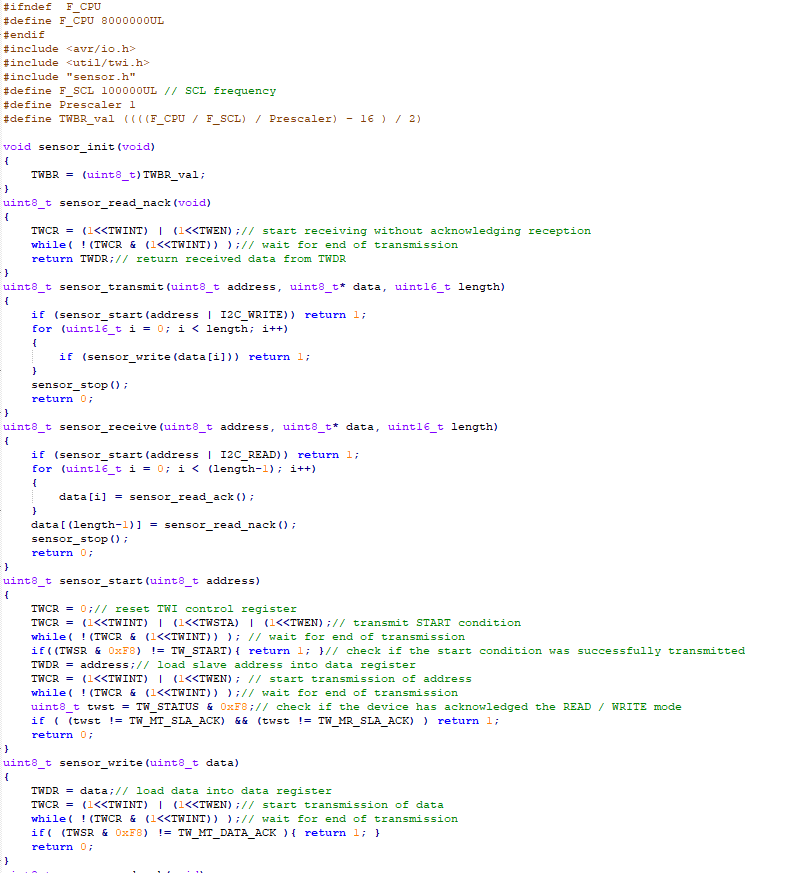 #ifndef  F_CPU
#define F_CPU 8000000UL
#endif
#include <avr/io.h>
#include <util/twi.h>
#include "sensor.h"
#define F_SCL 100000UL // SCL frequency
#define Prescaler 1
#define TWBR_val ((((F_CPU / F_SCL) / Prescaler) - 16 ) / 2)

void sensor_init(void)
{
    TWBR = (uint8_t)TWBR_val;
}
uint8_t sensor_read_nack(void)
{
    TWCR = (1<<TWINT) | (1<<TWEN);// start receiving without acknowledging reception
    while( !(TWCR & (1<<TWINT)) );// wait for end of transmission
    return TWDR;// return received data from TWDR
}
uint8_t sensor_transmit(uint8_t address, uint8_t* data, uint16_t length)
{
    if (sensor_start(address | I2C_WRITE)) return 1;
    for (uint16_t i = 0; i < length; i++)
    {
        if (sensor_write(data[i])) return 1;
    }
    sensor_stop();
    return 0;
}
uint8_t sensor_receive(uint8_t address, uint8_t* data, uint16_t length)
{
    if (sensor_start(address | I2C_READ)) return 1;
    for (uint16_t i = 0; i < (length-1); i++)
    {
        data[i] = sensor_read_ack();
    }
    data[(length-1)] = sensor_read_nack();
    sensor_stop();
    return 0;
}
uint8_t sensor_start(uint8_t address)
{
    TWCR = 0;// reset TWI control register
    TWCR = (1<<TWINT) | (1<<TWSTA) | (1<<TWEN);// transmit START condition
    while( !(TWCR & (1<<TWINT)) ); // wait for end of transmission
    if((TWSR & 0xF8) != TW_START){ return 1; }// check if the start condition was successfully transmitted
    TWDR = address;// load slave address into data register
    TWCR = (1<<TWINT) | (1<<TWEN); // start transmission of address
    while( !(TWCR & (1<<TWINT)) );// wait for end of transmission
    uint8_t twst = TW_STATUS & 0xF8;// check if the device has acknowledged the READ / WRITE mode
    if ( (twst != TW_MT_SLA_ACK) && (twst != TW_MR_SLA_ACK) ) return 1;
    return 0;
}
uint8_t sensor_write(uint8_t data)
{
    TWDR = data;// load data into data register
    TWCR = (1<<TWINT) | (1<<TWEN);// start transmission of data
    while( !(TWCR & (1<<TWINT)) );// wait for end of transmission
    if( (TWSR & 0xF8) != TW_MT_DATA_ACK ){ return 1; }
    return 0;
}